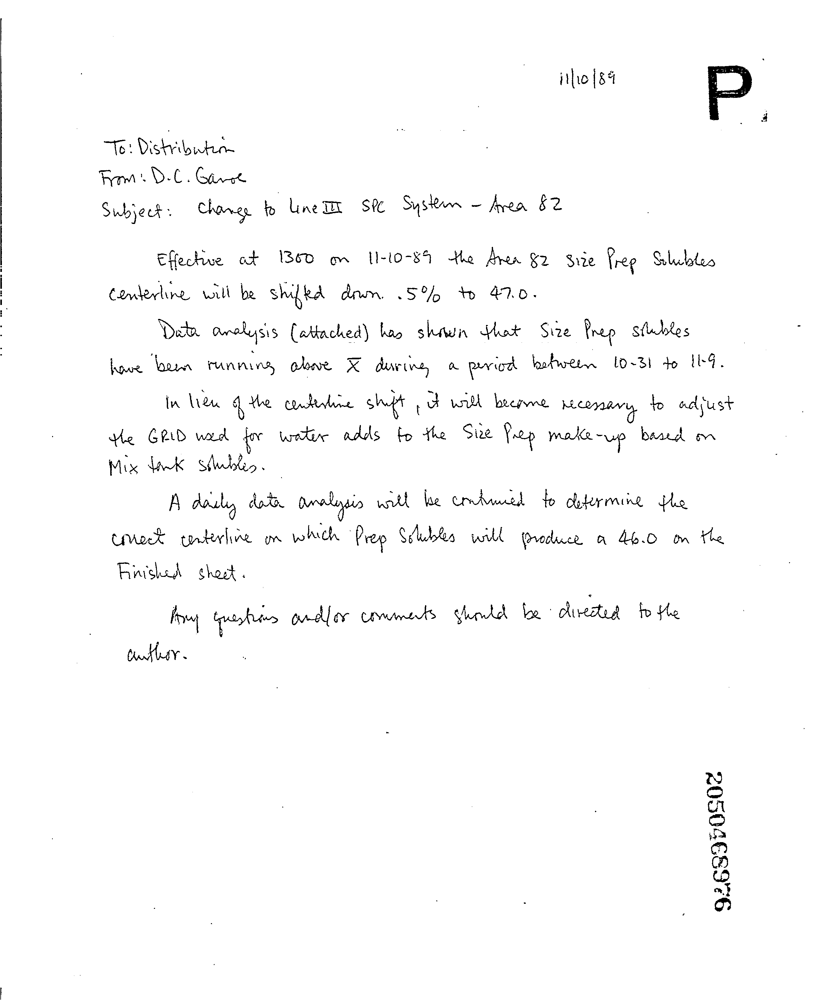 11/10/89
P
To: Distribution
From: D.C.
Subject: Change to Line III SPC System - Area 82
Effective at 1300 on 11-10-89 the Area 82 Size Prep Solubles
centerline will be shifted down .5% to 47.0.
Data analysis (attached) has shown that Size Prep solubles
have been running above X̄ during a period between 10-31 to 11-9.
In lieu of the centerline shift, it will become necessary to adjust
the GRID used for water adds to the Size Prep make-up based on
Mix tank solubles.
A daily data analysis will be continued to determine the
correct centerline on which Prep Solubles will produce a 46.0 on the
Finished sheet.
Any questions and/or comments should be directed to the
author.
2050468976